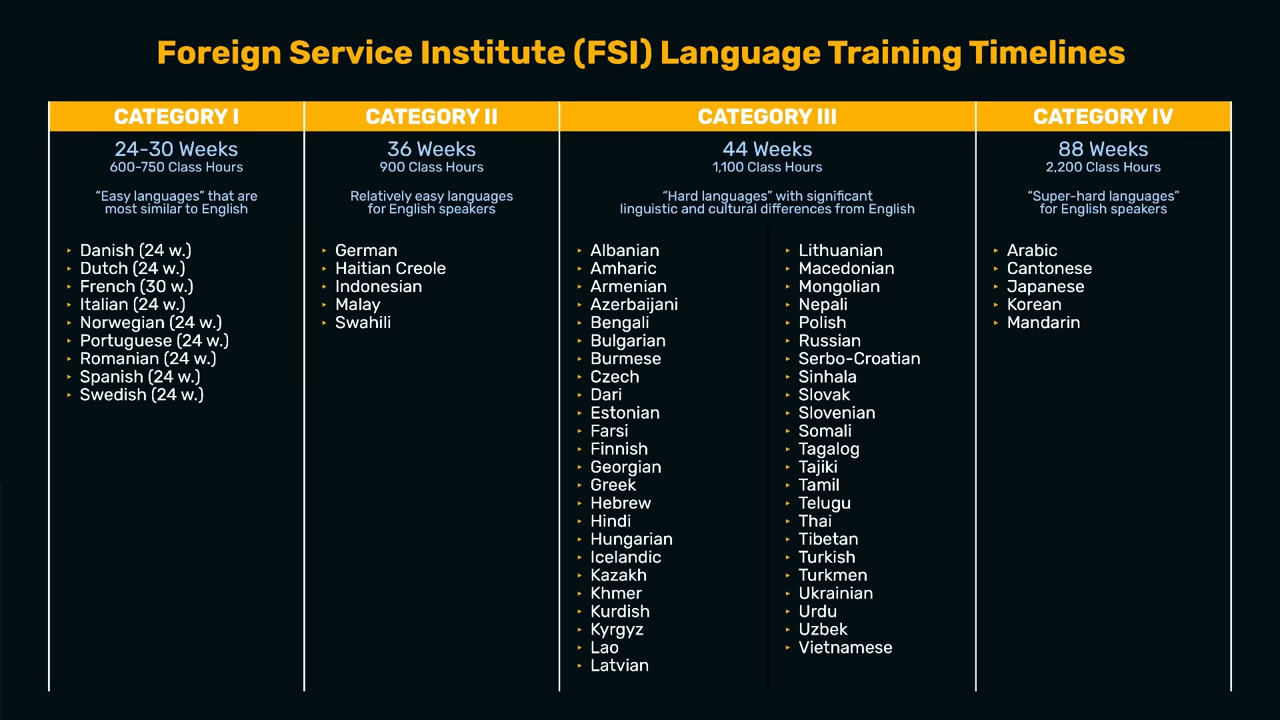 Foreign Service Institute (FSI) Language Training Timelines
CATEGORY I
24-30 Weeks
600-750 Class Hours
“Easy languages” that are
most similar to English
‣ Danish (24 w.)
‣ Dutch (24 w.)
‣ French (30 w.)
‣ Italian (24 w.)
‣ Norwegian (24 w.)
‣ Portuguese (24 w.)
‣ Romanian (24 w.)
‣ Spanish (24 w.)
‣ Swedish (24 w.)
CATEGORY II
36 Weeks
900 Class Hours
Relatively easy languages
for English speakers
‣ German
‣ Haitian Creole
‣ Indonesian
‣ Malay
‣ Swahili
CATEGORY III
44 Weeks
1,100 Class Hours
“Hard languages” with significant
linguistic and cultural differences from English
‣ Albanian
‣ Amharic
‣ Armenian
‣ Azerbaijani
‣ Bengali
‣ Bulgarian
‣ Burmese
‣ Czech
‣ Dari
‣ Estonian
‣ Farsi
‣ Finnish
‣ Georgian
‣ Greek
‣ Hebrew
‣ Hindi
‣ Hungarian
‣ Icelandic
‣ Kazakh
‣ Khmer
‣ Kurdish
‣ Kyrgyz
‣ Lao
‣ Latvian
‣ Lithuanian
‣ Macedonian
‣ Mongolian
‣ Nepali
‣ Polish
‣ Russian
‣ Serbo-Croatian
‣ Sinhala
‣ Slovak
‣ Slovenian
‣ Somali
‣ Tagalog
‣ Tajiki
‣ Tamil
‣ Telugu
‣ Thai
‣ Tibetan
‣ Turkish
‣ Turkmen
‣ Ukrainian
‣ Urdu
‣ Uzbek
‣ Vietnamese
CATEGORY IV
88 Weeks
2,200 Class Hours
“Super-hard languages”
for English speakers
‣ Arabic
‣ Cantonese
‣ Japanese
‣ Korean
‣ Mandarin